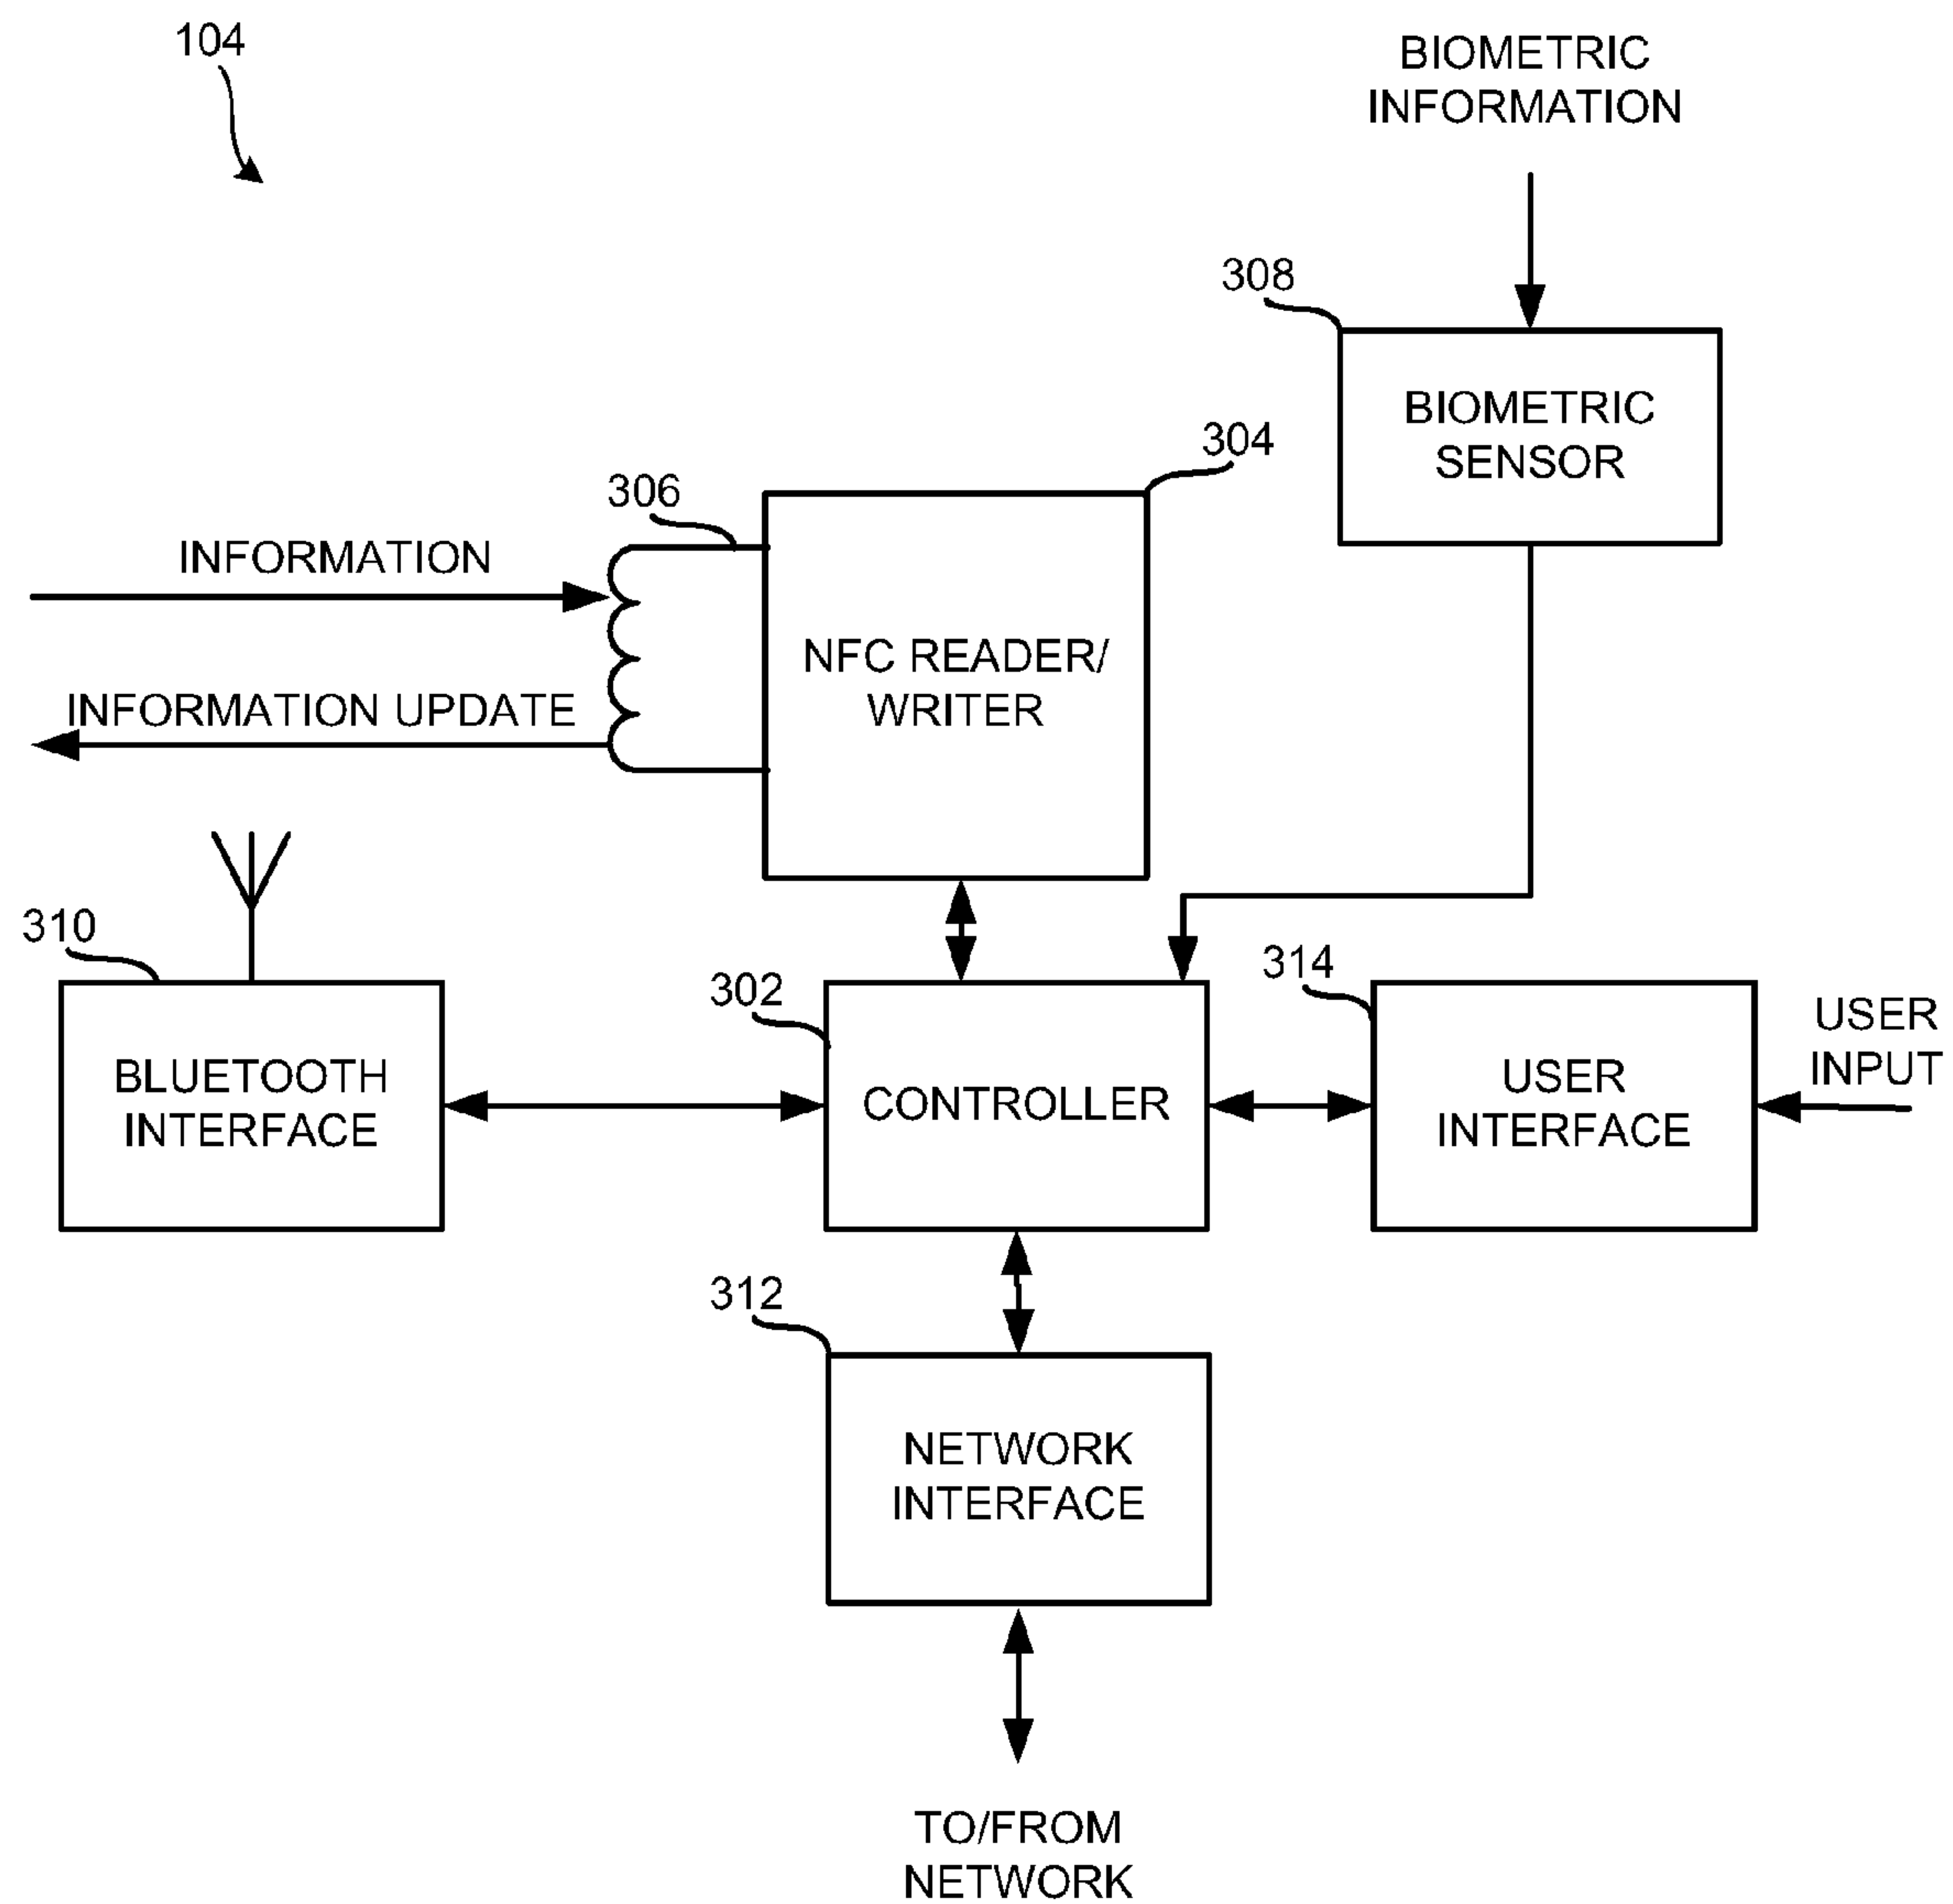 104
BIOMETRIC
INFORMATION
308
BIOMETRIC
SENSOR
304
306
INFORMATION
NFC READER/
WRITER
INFORMATION UPDATE
310
302
314
USER
INPUT
BLUETOOTH
INTERFACE
CONTROLLER
USER
INTERFACE
312
NETWORK
INTERFACE
TO/FROM
NETWORK